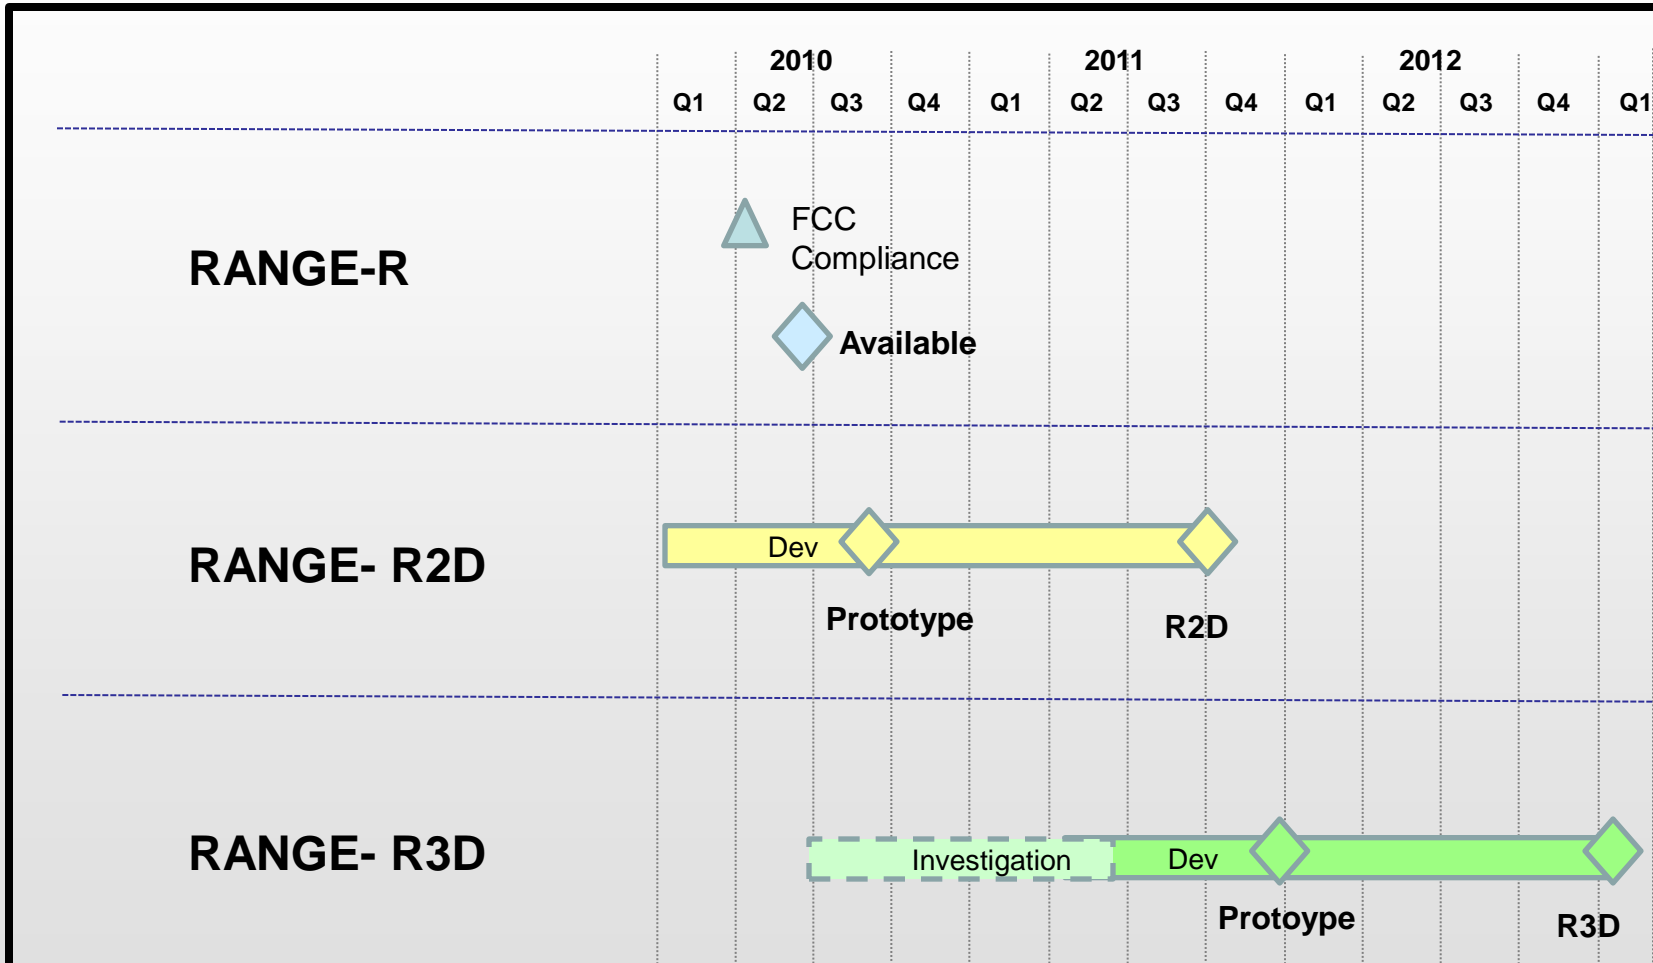 2010 2011 2012
Q1 Q2 Q3 Q4 Q1 Q2 Q3 Q4 Q1 Q2 Q3 Q4 Q1
RANGE-R
FCC
Compliance
Available
RANGE- R2D
Dev
Prototype
R2D
RANGE- R3D
Investigation
Dev
Protoype
R3D